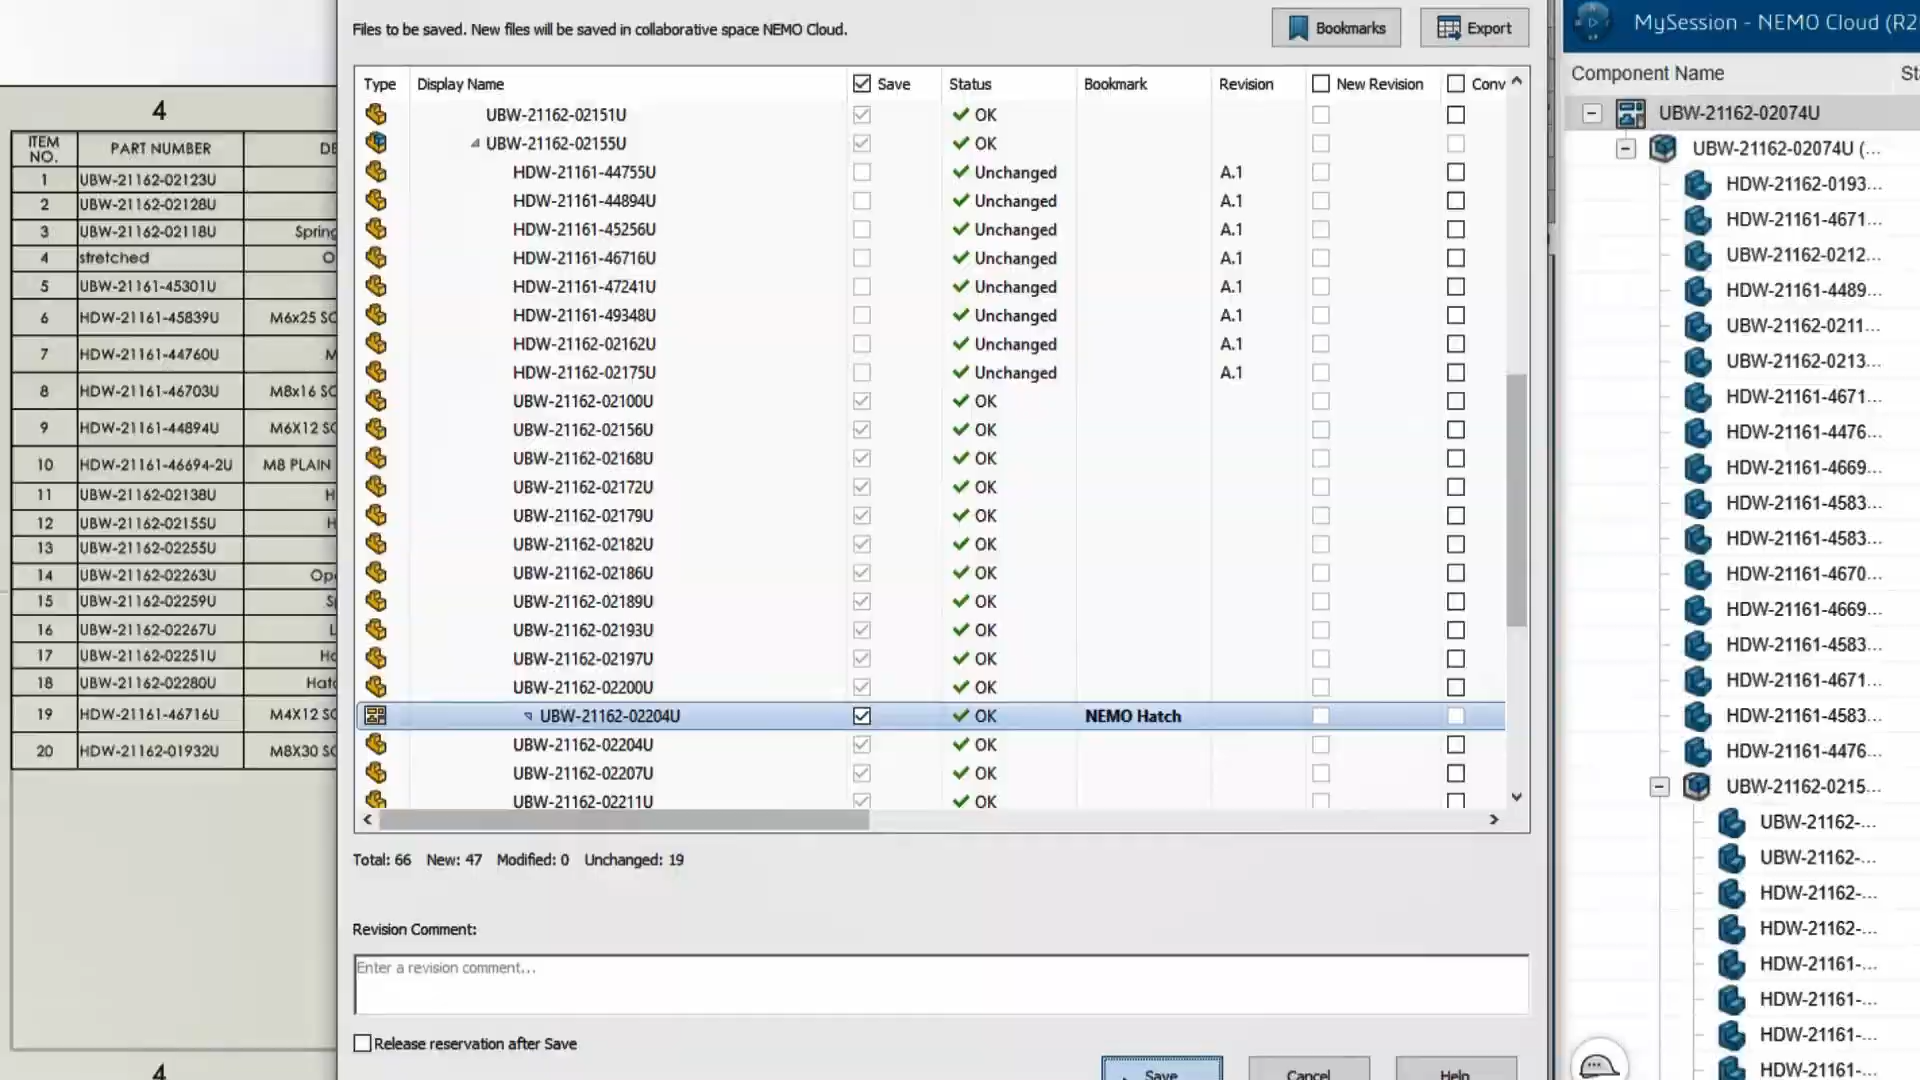 Files to be saved. New files will be saved in collaborative space NEMO Cloud.
Bookmarks
Export
Type Display Name Save Status Bookmark Revision New Revision Conv
UBW-21162-02151U OK
UBW-21162-02155U OK
HDW-21161-44755U Unchanged A.1
HDW-21161-44894U Unchanged A.1
HDW-21161-45256U Unchanged A.1
HDW-21161-46716U Unchanged A.1
HDW-21161-47241U Unchanged A.1
HDW-21161-49348U Unchanged A.1
HDW-21162-02162U Unchanged A.1
HDW-21162-02175U Unchanged A.1
UBW-21162-02100U OK
UBW-21162-02156U OK
UBW-21162-02168U OK
UBW-21162-02172U OK
UBW-21162-02179U OK
UBW-21162-02182U OK
UBW-21162-02186U OK
UBW-21162-02189U OK
UBW-21162-02193U OK
UBW-21162-02197U OK
UBW-21162-02200U OK
UBW-21162-02204U OK NEMO Hatch
UBW-21162-02204U OK
UBW-21162-02207U OK
UBW-21162-02211U OK
Total: 66 New: 47 Modified: 0 Unchanged: 19
Revision Comment:
Enter a revision comment...
Release reservation after Save
Save Cancel Help
4
ITEM NO. PART NUMBER DE
1 UBW-21162-02123U
2 UBW-21162-02128U
3 UBW-21162-02118U Spring
4 stretched O
5 UBW-21161-45301U
6 HDW-21161-45839U M6x25 SC
7 HDW-21161-44760U M
8 HDW-21161-46703U M8x16 SC
9 HDW-21161-44894U M6X12 SC
10 HDW-21161-46694-2U M8 PLAIN
11 UBW-21162-02138U H
12 UBW-21162-02155U H
13 UBW-21162-02255U
14 UBW-21162-02263U Ope
15 UBW-21162-02259U Sp
16 UBW-21162-02267U L
17 UBW-21162-02251U Ho
18 UBW-21162-02280U Hatc
19 HDW-21161-46716U M4X12 SC
20 HDW-21162-01932U M8X30 SC
4
MySession - NEMO Cloud (R2
Component Name Sta
UBW-21162-02074U
UBW-21162-02074U (...
HDW-21162-0193...
HDW-21161-4671...
UBW-21162-0212...
HDW-21161-4489...
UBW-21162-0211...
UBW-21162-0213...
HDW-21161-4671...
HDW-21161-4476...
HDW-21161-4669...
HDW-21161-4583...
HDW-21161-4583...
HDW-21161-4670...
HDW-21161-4669...
HDW-21161-4583...
HDW-21161-4671...
HDW-21161-4583...
HDW-21161-4476...
UBW-21162-0215...
UBW-21162-...
UBW-21162-...
HDW-21162-...
HDW-21162-...
HDW-21161-...
HDW-21161-...
HDW-21161-...
HDW-21161-...